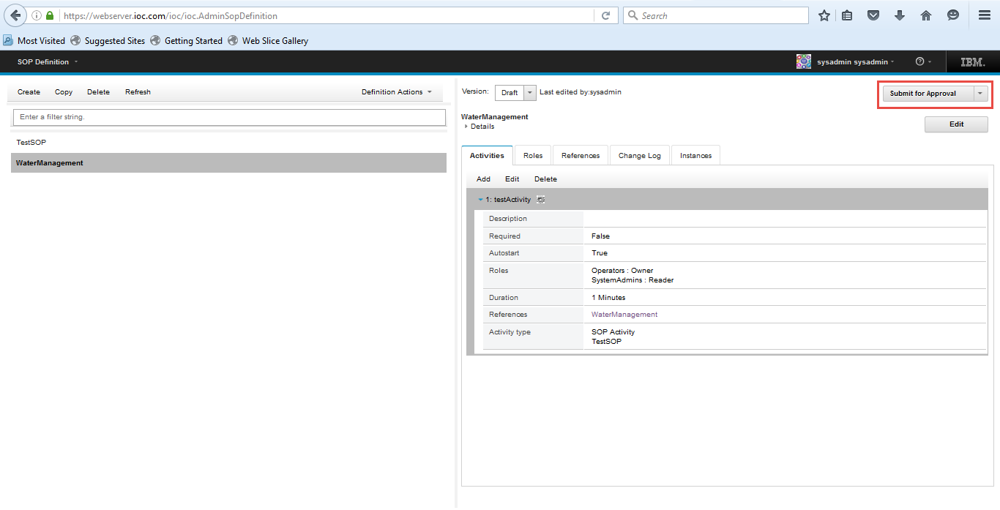 https://webserver.ioc.com/ioc/ioc.AdminSopDefinition
Search
Most Visited Suggested Sites Getting Started Web Slice Gallery
SOP Definition sysadmin sysadmin IBM.
Create Copy Delete Refresh Definition Actions
Enter a filter string.
TestSOP
WaterManagement
Version: Draft Last edited by:sysadmin
Submit for Approval
WaterManagement
Details
Edit
Activities Roles References Change Log Instances
Add Edit Delete
1: testActivity
Description
Required False
Autostart True
Roles Operators : Owner
SystemAdmins : Reader
Duration 1 Minutes
References WaterManagement
Activity type SOP Activity
TestSOP